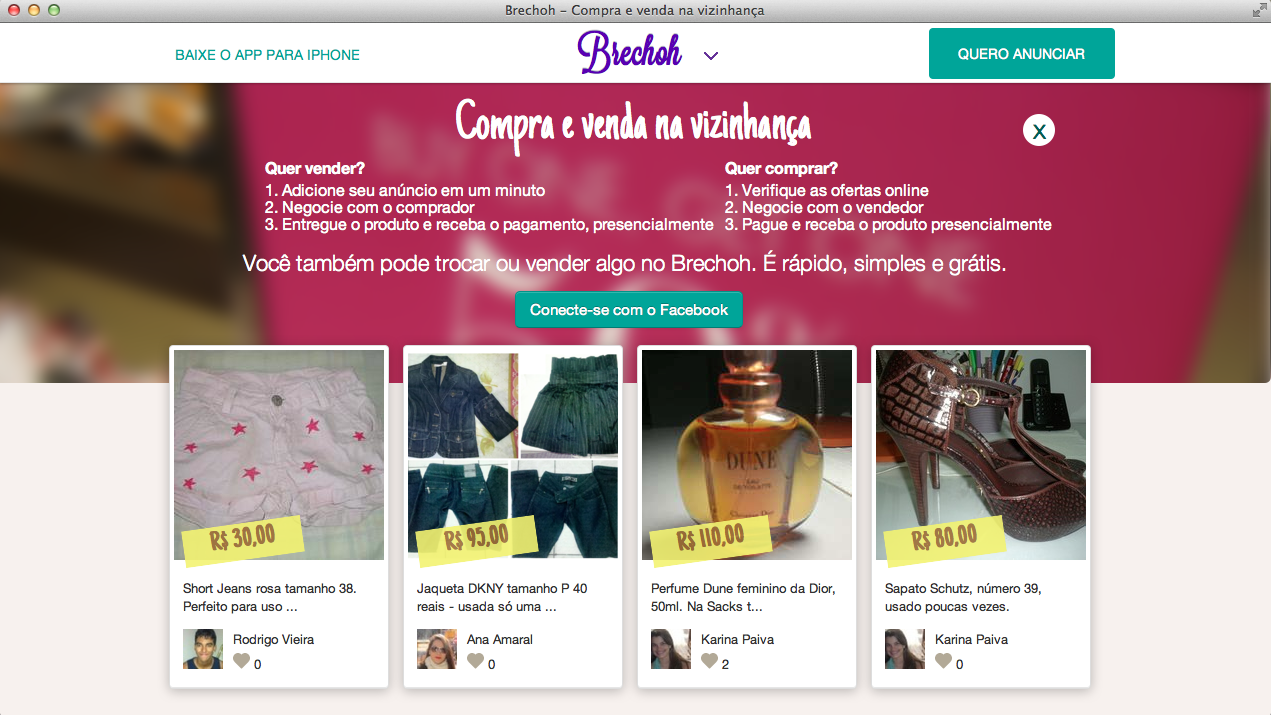 Brechoh – Compra e venda na vizinhança
BAIXE O APP PARA IPHONE
Brechoh
QUERO ANUNCIAR
Compra e venda na vizinhança
X
Quer vender?
1. Adicione seu anúncio em um minuto
2. Negocie com o comprador
3. Entregue o produto e receba o pagamento, presencialmente
Quer comprar?
1. Verifique as ofertas online
2. Negocie com o vendedor
3. Pague e receba o produto presencialmente
Você também pode trocar ou vender algo no Brechoh. É rápido, simples e grátis.
Conecte-se com o Facebook
R$ 30,00
Short Jeans rosa tamanho 38.
Perfeito para uso ...
Rodrigo Vieira
0
R$ 95,00
Jaqueta DKNY tamanho P 40
reais - usada só uma ...
Ana Amaral
0
DUNE
EAU DE TOILETTE
Christian Dior
R$ 110,00
Perfume Dune feminino da Dior,
50ml. Na Sacks t...
Karina Paiva
2
R$ 80,00
Sapato Schutz, número 39,
usado poucas vezes.
Karina Paiva
0